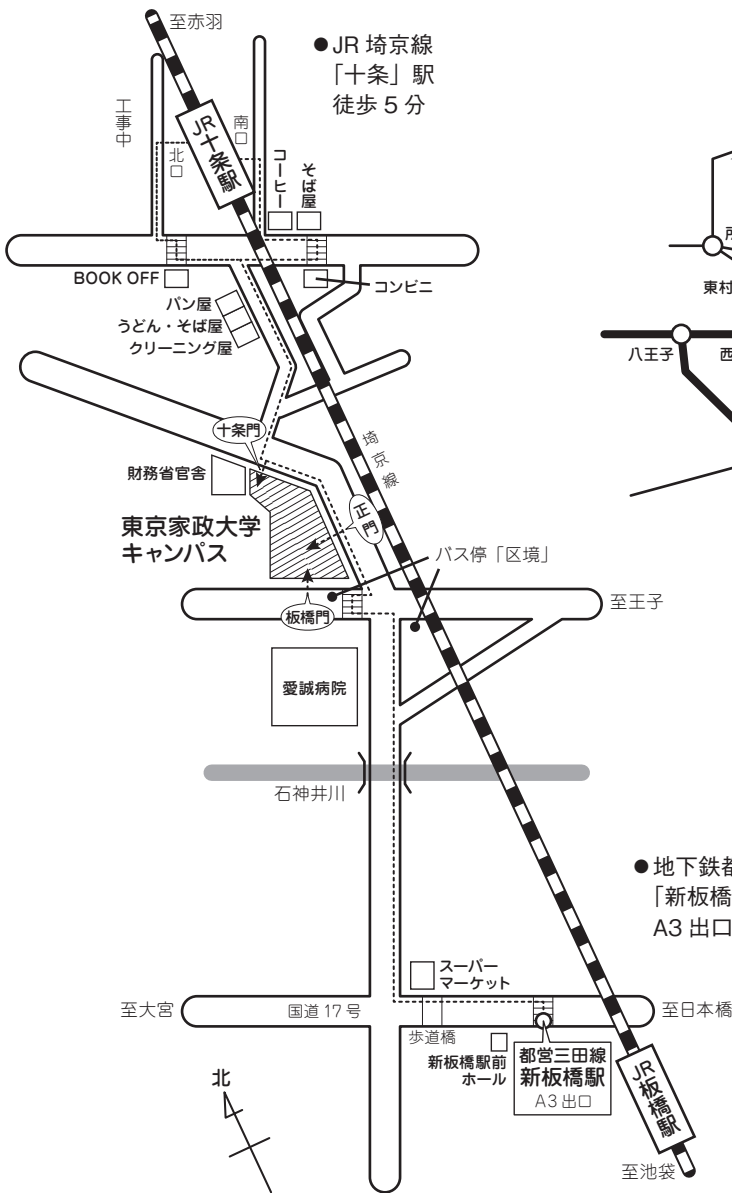 至赤羽
●JR 埼京線
「十条」駅
徒歩 5 分
工事中
北口
JR十条駅
南口
コーヒー
そば屋
BOOK OFF
コンビニ
パン屋
うどん・そば屋
クリーニング屋
東村
八王子
西
十条門
埼京線
財務省官舎
東京家政大学
キャンパス
正門
バス停「区境」
板橋門
至王子
愛誠病院
石神井川
●地下鉄都
「新板橋
A3 出口
スーパー
マーケット
至大宮
国道 17 号
至日本橋
歩道橋
新板橋駅前
ホール
都営三田線
新板橋駅
A3 出口
JR板橋駅
北
至池袋